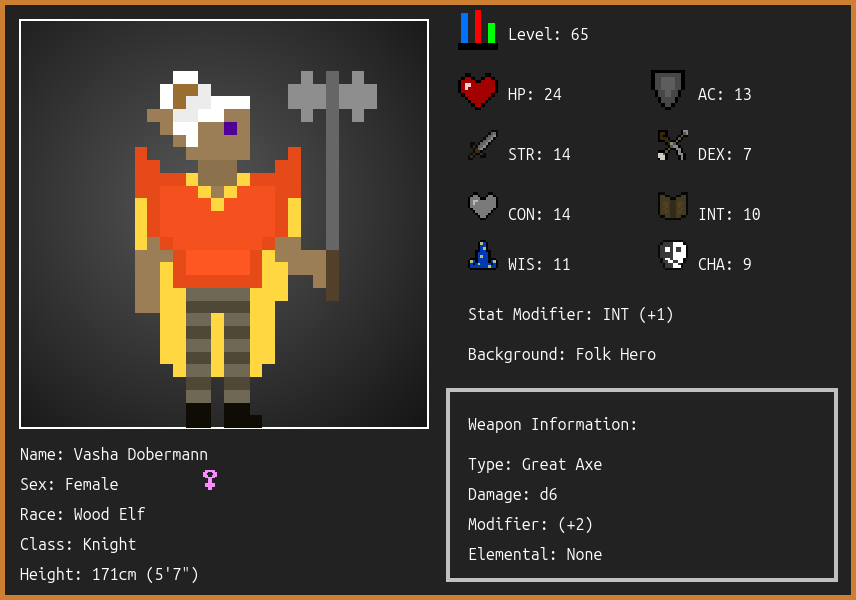 Level: 65
HP: 24
AC: 13
STR: 14
DEX: 7
CON: 14
INT: 10
WIS: 11
CHA: 9
Stat Modifier: INT (+1)
Background: Folk Hero
Weapon Information:
Type: Great Axe
Damage: d6
Modifier: (+2)
Elemental: None
Name: Vasha Dobermann
Sex: Female
Race: Wood Elf
Class: Knight
Height: 171cm (5'7")